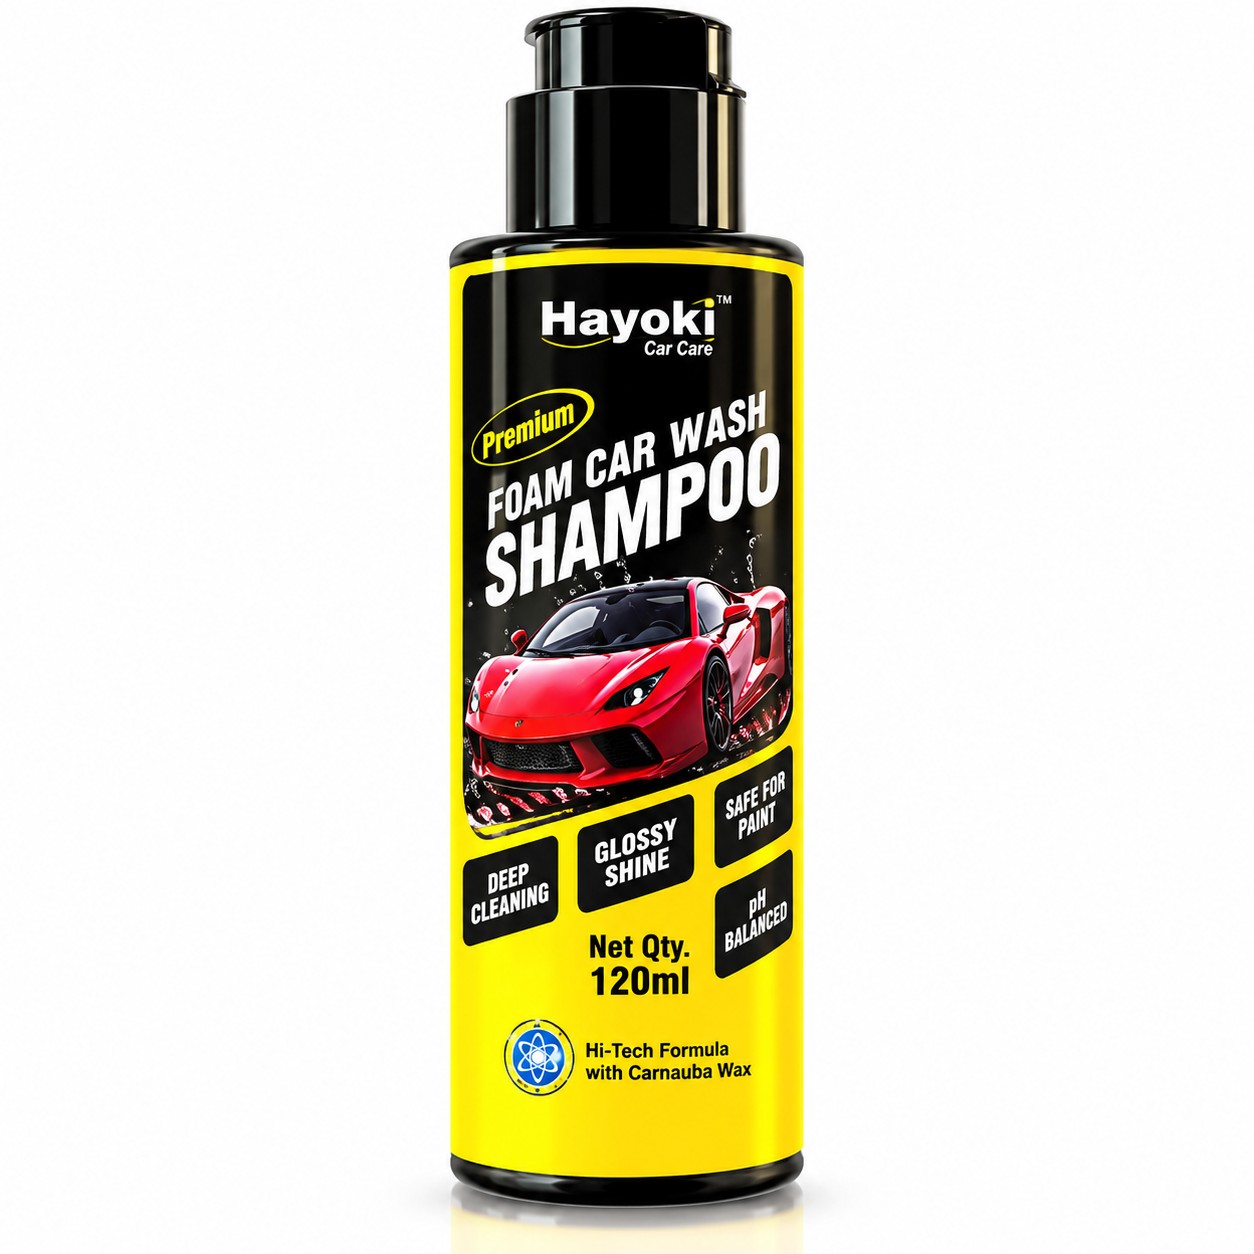 Hayoki™
Car Care
Premium
FOAM CAR WASH
SHAMPOO
DEEP
CLEANING
GLOSSY
SHINE
SAFE FOR
PAINT
pH
BALANCED
Net Qty.
120ml
Hi-Tech Formula
with Carnauba Wax